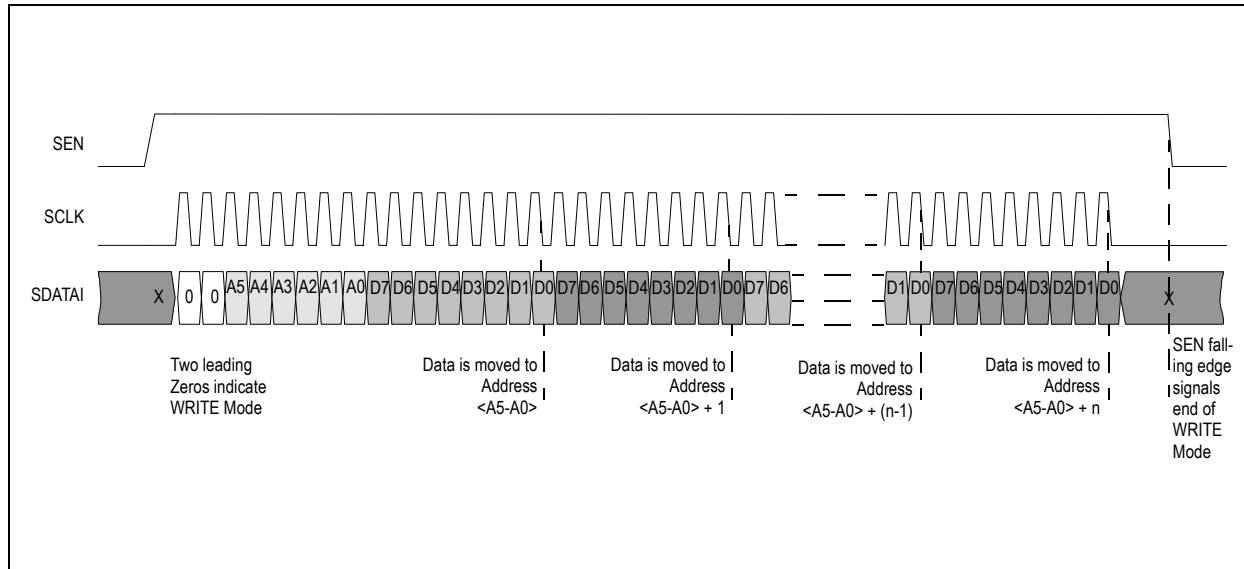 SEN
SCLK
SDATAI
X 0 0 A5 A4 A3 A2 A1 A0 D7 D6 D5 D4 D3 D2 D1 D0 D7 D6 D5 D4 D3 D2 D1 D0 D7 D6 D1 D0 D7 D6 D5 D4 D3 D2 D1 D0 X
Two leading
Zeros indicate
WRITE Mode
Data is moved to
Address
<A5-A0>
Data is moved to
Address
<A5-A0> + 1
Data is moved to
Address
<A5-A0> + (n-1)
Data is moved to
Address
<A5-A0> + n
SEN fall-
ing edge
signals
end of
WRITE
Mode